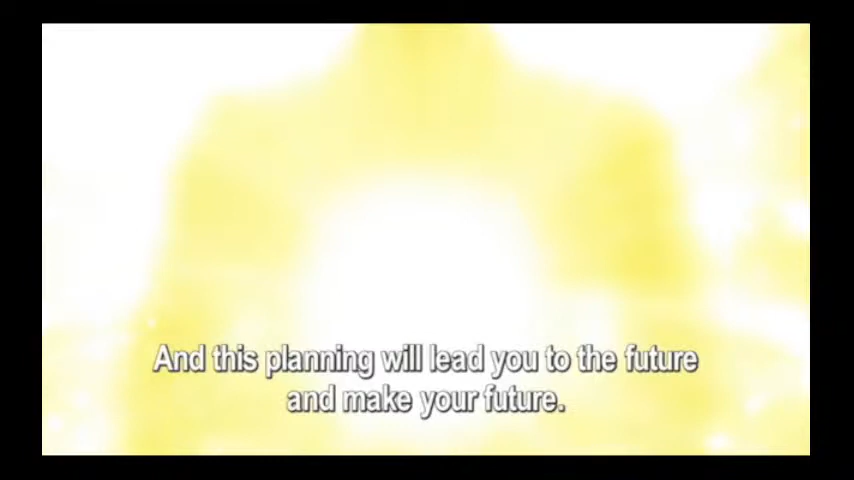 And this planning will lead you to the future
and make your future.